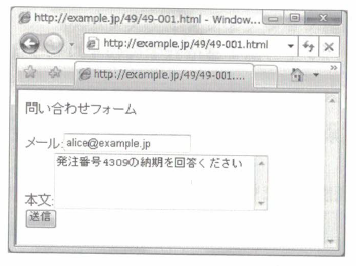 http://example.jp/49/49-001.html - Window...
http://example.jp/49/49-001.html
http://example.jp/49/49-001....
問い合わせフォーム
メール: alice@example.jp
発注番号4309の納期を回答ください
本文:
送信